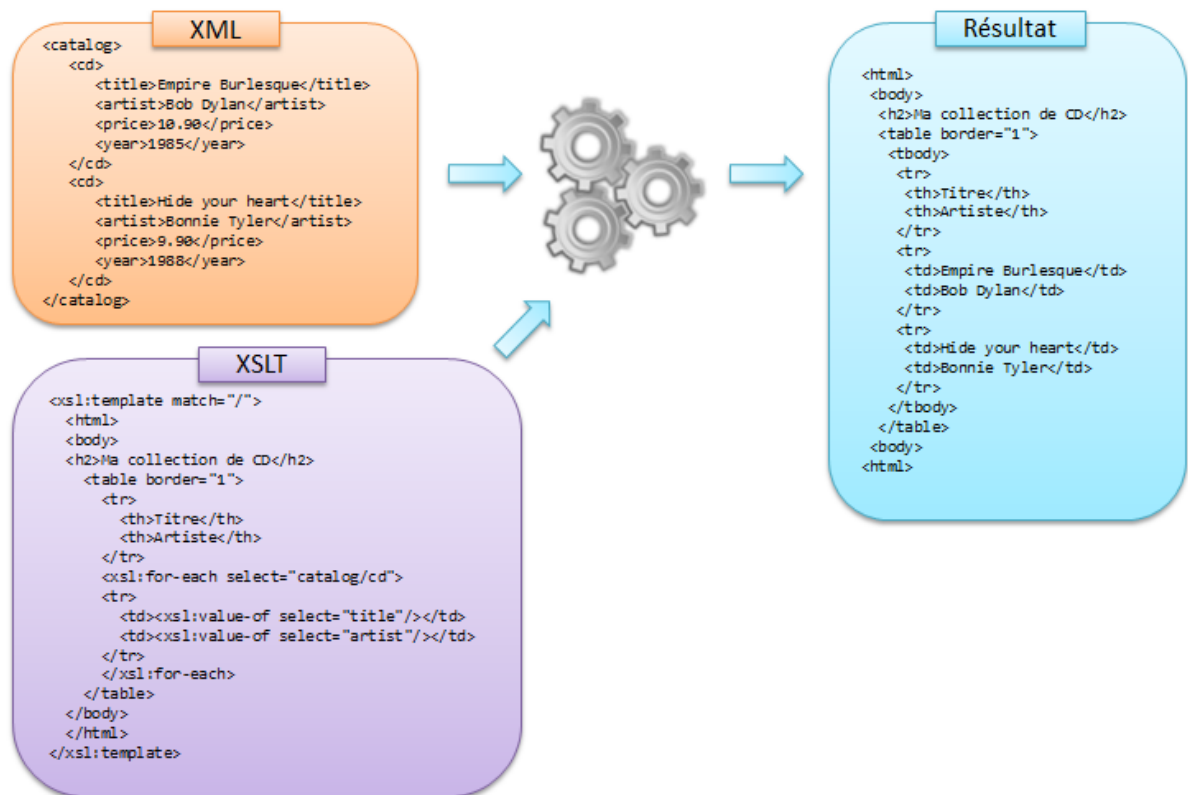 XML
<catalog>
<cd>
<title>Empire Burlesque</title>
<artist>Bob Dylan</artist>
<price>10.90</price>
<year>1985</year>
</cd>
<cd>
<title>Hide your heart</title>
<artist>Bonnie Tyler</artist>
<price>9.90</price>
<year>1988</year>
</cd>
</catalog>
XSLT
<xsl:template match="/">
<html>
<body>
<h2>Ma collection de CD</h2>
<table border="1">
<tr>
<th>Titre</th>
<th>Artiste</th>
</tr>
<xsl:for-each select="catalog/cd">
<tr>
<td><xsl:value-of select="title"/></td>
<td><xsl:value-of select="artist"/></td>
</tr>
</xsl:for-each>
</table>
</body>
</html>
</xsl:template>
Résultat
<html>
<body>
<h2>Ma collection de CD</h2>
<table border="1">
<tbody>
<tr>
<th>Titre</th>
<th>Artiste</th>
</tr>
<tr>
<td>Empire Burlesque</td>
<td>Bob Dylan</td>
</tr>
<tr>
<td>Hide your heart</td>
<td>Bonnie Tyler</td>
</tr>
</tbody>
</table>
<body>
<html>